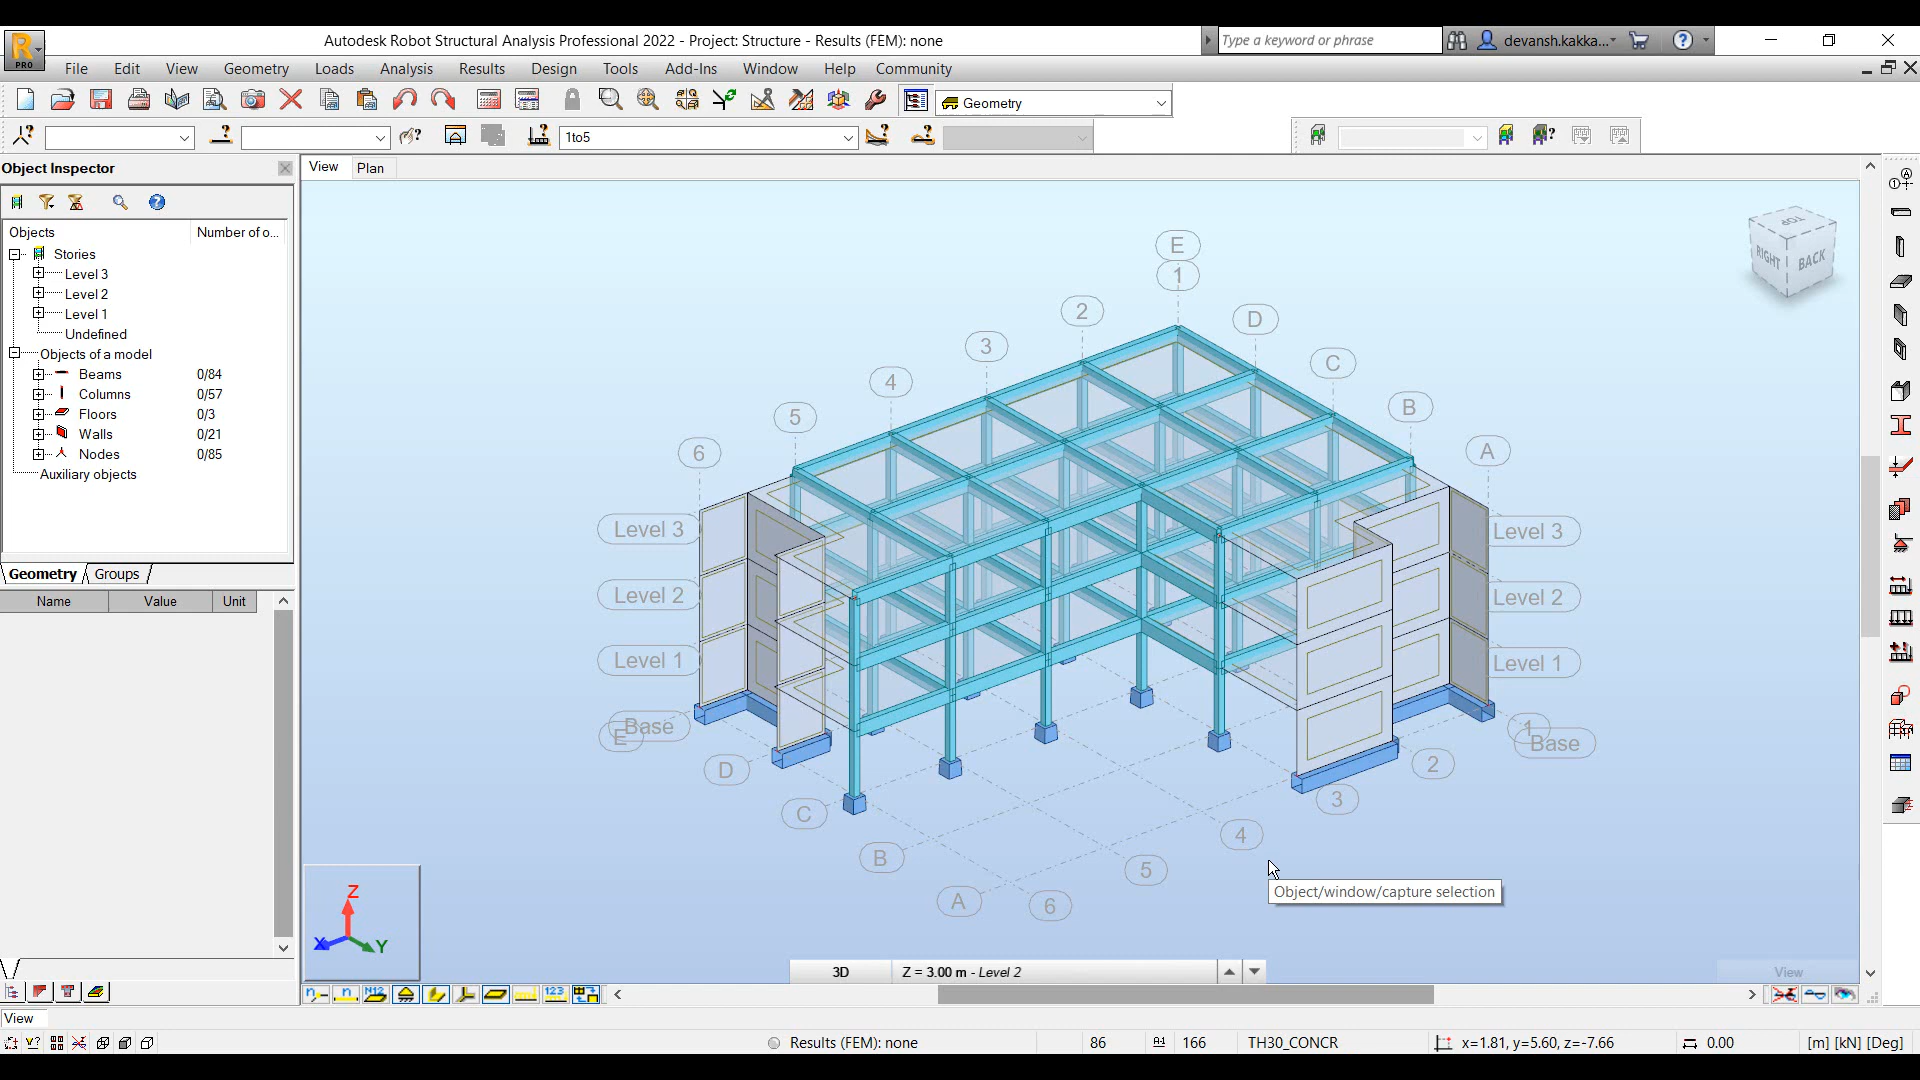 Autodesk Robot Structural Analysis Professional 2022 - Project: Structure - Results (FEM): none
Type a keyword or phrase
devansh.kakka...
PRO
File Edit View Geometry Loads Analysis Results Design Tools Add-Ins Window Help Community
Geometry
1to5
Object Inspector
View Plan
Objects Number of o...
Stories
Level 3
Level 2
Level 1
Undefined
Objects of a model
Beams 0/84
Columns 0/57
Floors 0/3
Walls 0/21
Nodes 0/85
Auxiliary objects
Geometry Groups
Name Value Unit
TOP
RIGHT BACK
E
1
2
D
3
C
4
B
5
A
6
Level 3
Level 3
Level 2
Level 2
Level 1
Level 1
Base
E
1
Base
D
2
C
3
4
B
5
A
6
Object/window/capture selection
Z
X
Y
3D Z = 3.00 m - Level 2
View
View
Results (FEM): none 86 166 TH30_CONCR x=1.81, y=5.60, z=-7.66 0.00 [m] [kN] [Deg]